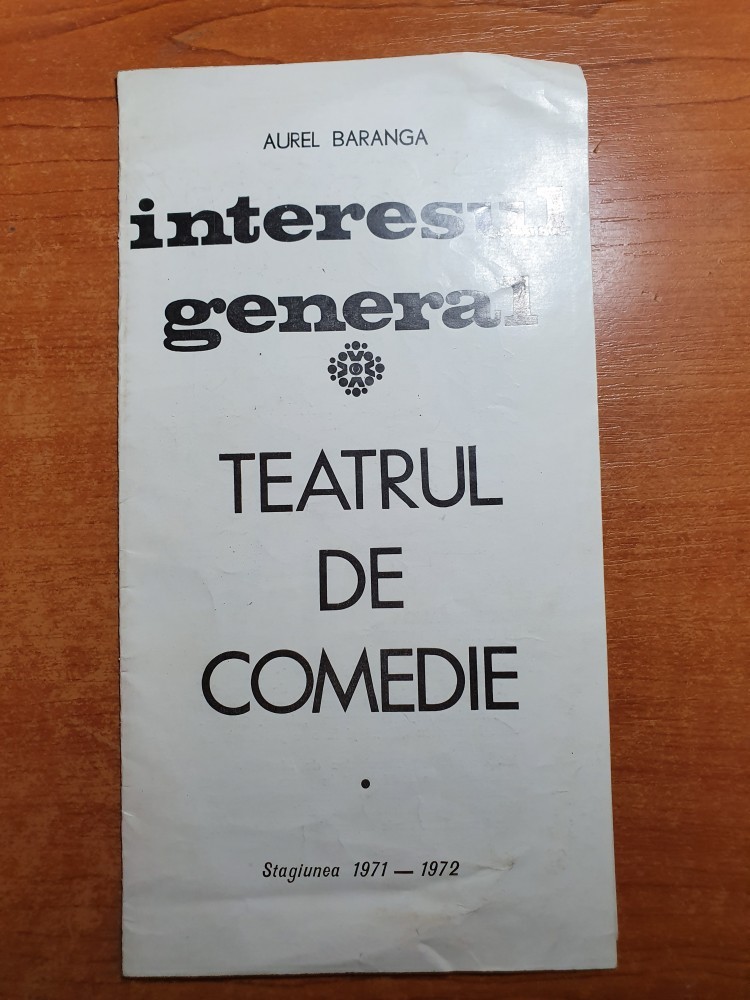 AUREL BARANGA
interesul
general
TEATRUL
DE
COMEDIE
•
Stagiunea 1971 — 1972